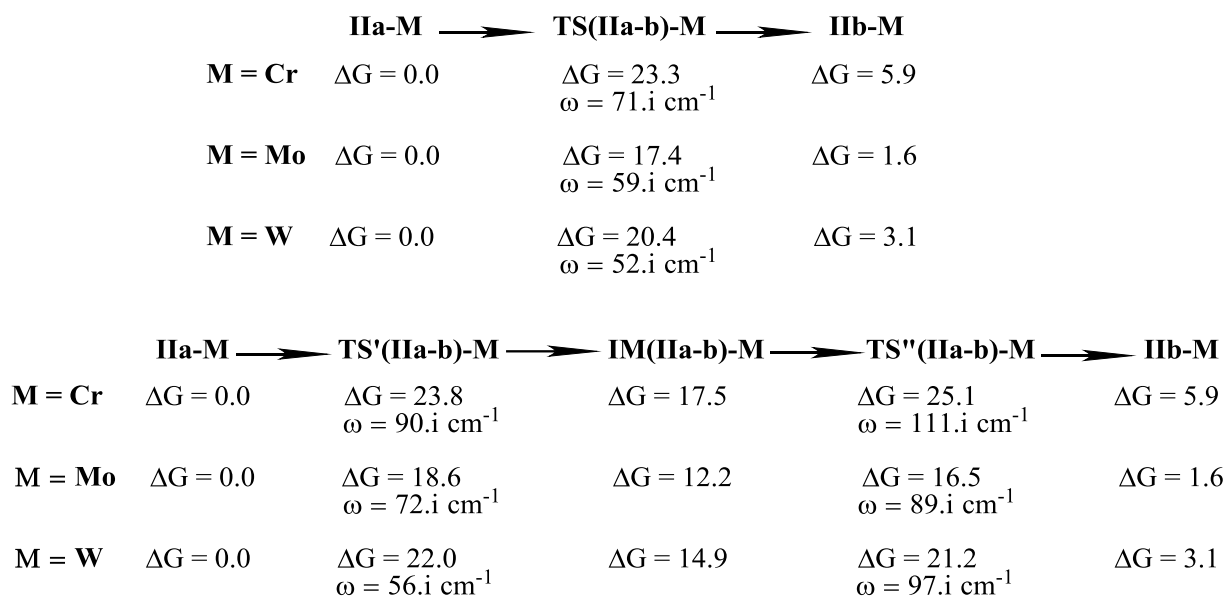 IIa-M TS(IIa-b)-M IIb-M
M = Cr ΔG = 0.0 ΔG = 23.3 ΔG = 5.9
ω = 71.i cm⁻¹
M = Mo ΔG = 0.0 ΔG = 17.4 ΔG = 1.6
ω = 59.i cm⁻¹
M = W ΔG = 0.0 ΔG = 20.4 ΔG = 3.1
ω = 52.i cm⁻¹
IIa-M TS'(IIa-b)-M IM(IIa-b)-M TS"(IIa-b)-M IIb-M
M = Cr ΔG = 0.0 ΔG = 23.8 ΔG = 17.5 ΔG = 25.1 ΔG = 5.9
ω = 90.i cm⁻¹ ω = 111.i cm⁻¹
M = Mo ΔG = 0.0 ΔG = 18.6 ΔG = 12.2 ΔG = 16.5 ΔG = 1.6
ω = 72.i cm⁻¹ ω = 89.i cm⁻¹
M = W ΔG = 0.0 ΔG = 22.0 ΔG = 14.9 ΔG = 21.2 ΔG = 3.1
ω = 56.i cm⁻¹ ω = 97.i cm⁻¹